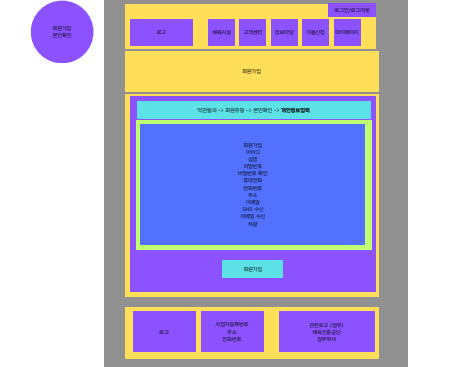 회원가입
본인확인
로그인/로그아웃
로고
체육시설
고객센터
정보마당
이용신청
마이페이지
회원가입
약관동의 -> 회원유형 -> 본인확인 -> 개인정보입력
회원가입
아이디
성명
비밀번호
비밀번호 확인
휴대전화
전화번호
주소
이메일
SNS 수신
이메일 수신
취향
회원가입
로고
사업자등록번호
주소
전화번호
관련로고 (정부)
체육진흥공단
정부부서